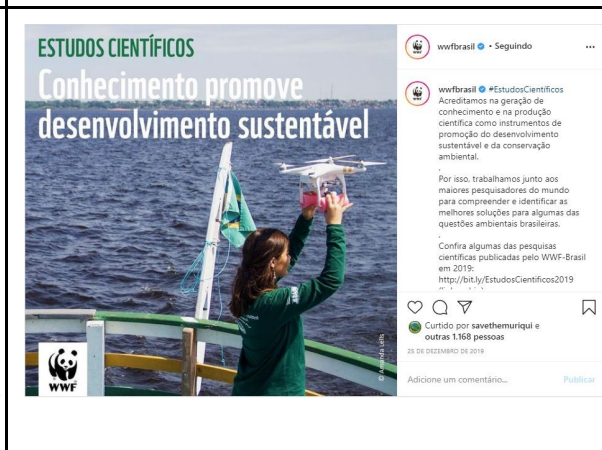 ESTUDOS CIENTÍFICOS
Conhecimento promove
desenvolvimento sustentável
WWF
© Amanda Lelis
wwfbrasil • Seguindo
wwfbrasil #EstudosCientíficos
Acreditamos na geração de
conhecimento e na produção
científica como instrumentos de
promoção do desenvolvimento
sustentável e da conservação
ambiental.
.
Por isso, trabalhamos junto aos
maiores pesquisadores do mundo
para compreender e identificar as
melhores soluções para algumas das
questões ambientais brasileiras.
.
Confira algumas das pesquisas
científicas publicadas pelo WWF-Brasil
em 2019:
http://bit.ly/EstudosCientificos2019
Curtido por savethemuriqui e
outras 1.168 pessoas
25 DE DEZEMBRO DE 2019
Adicione um comentário...
Publicar